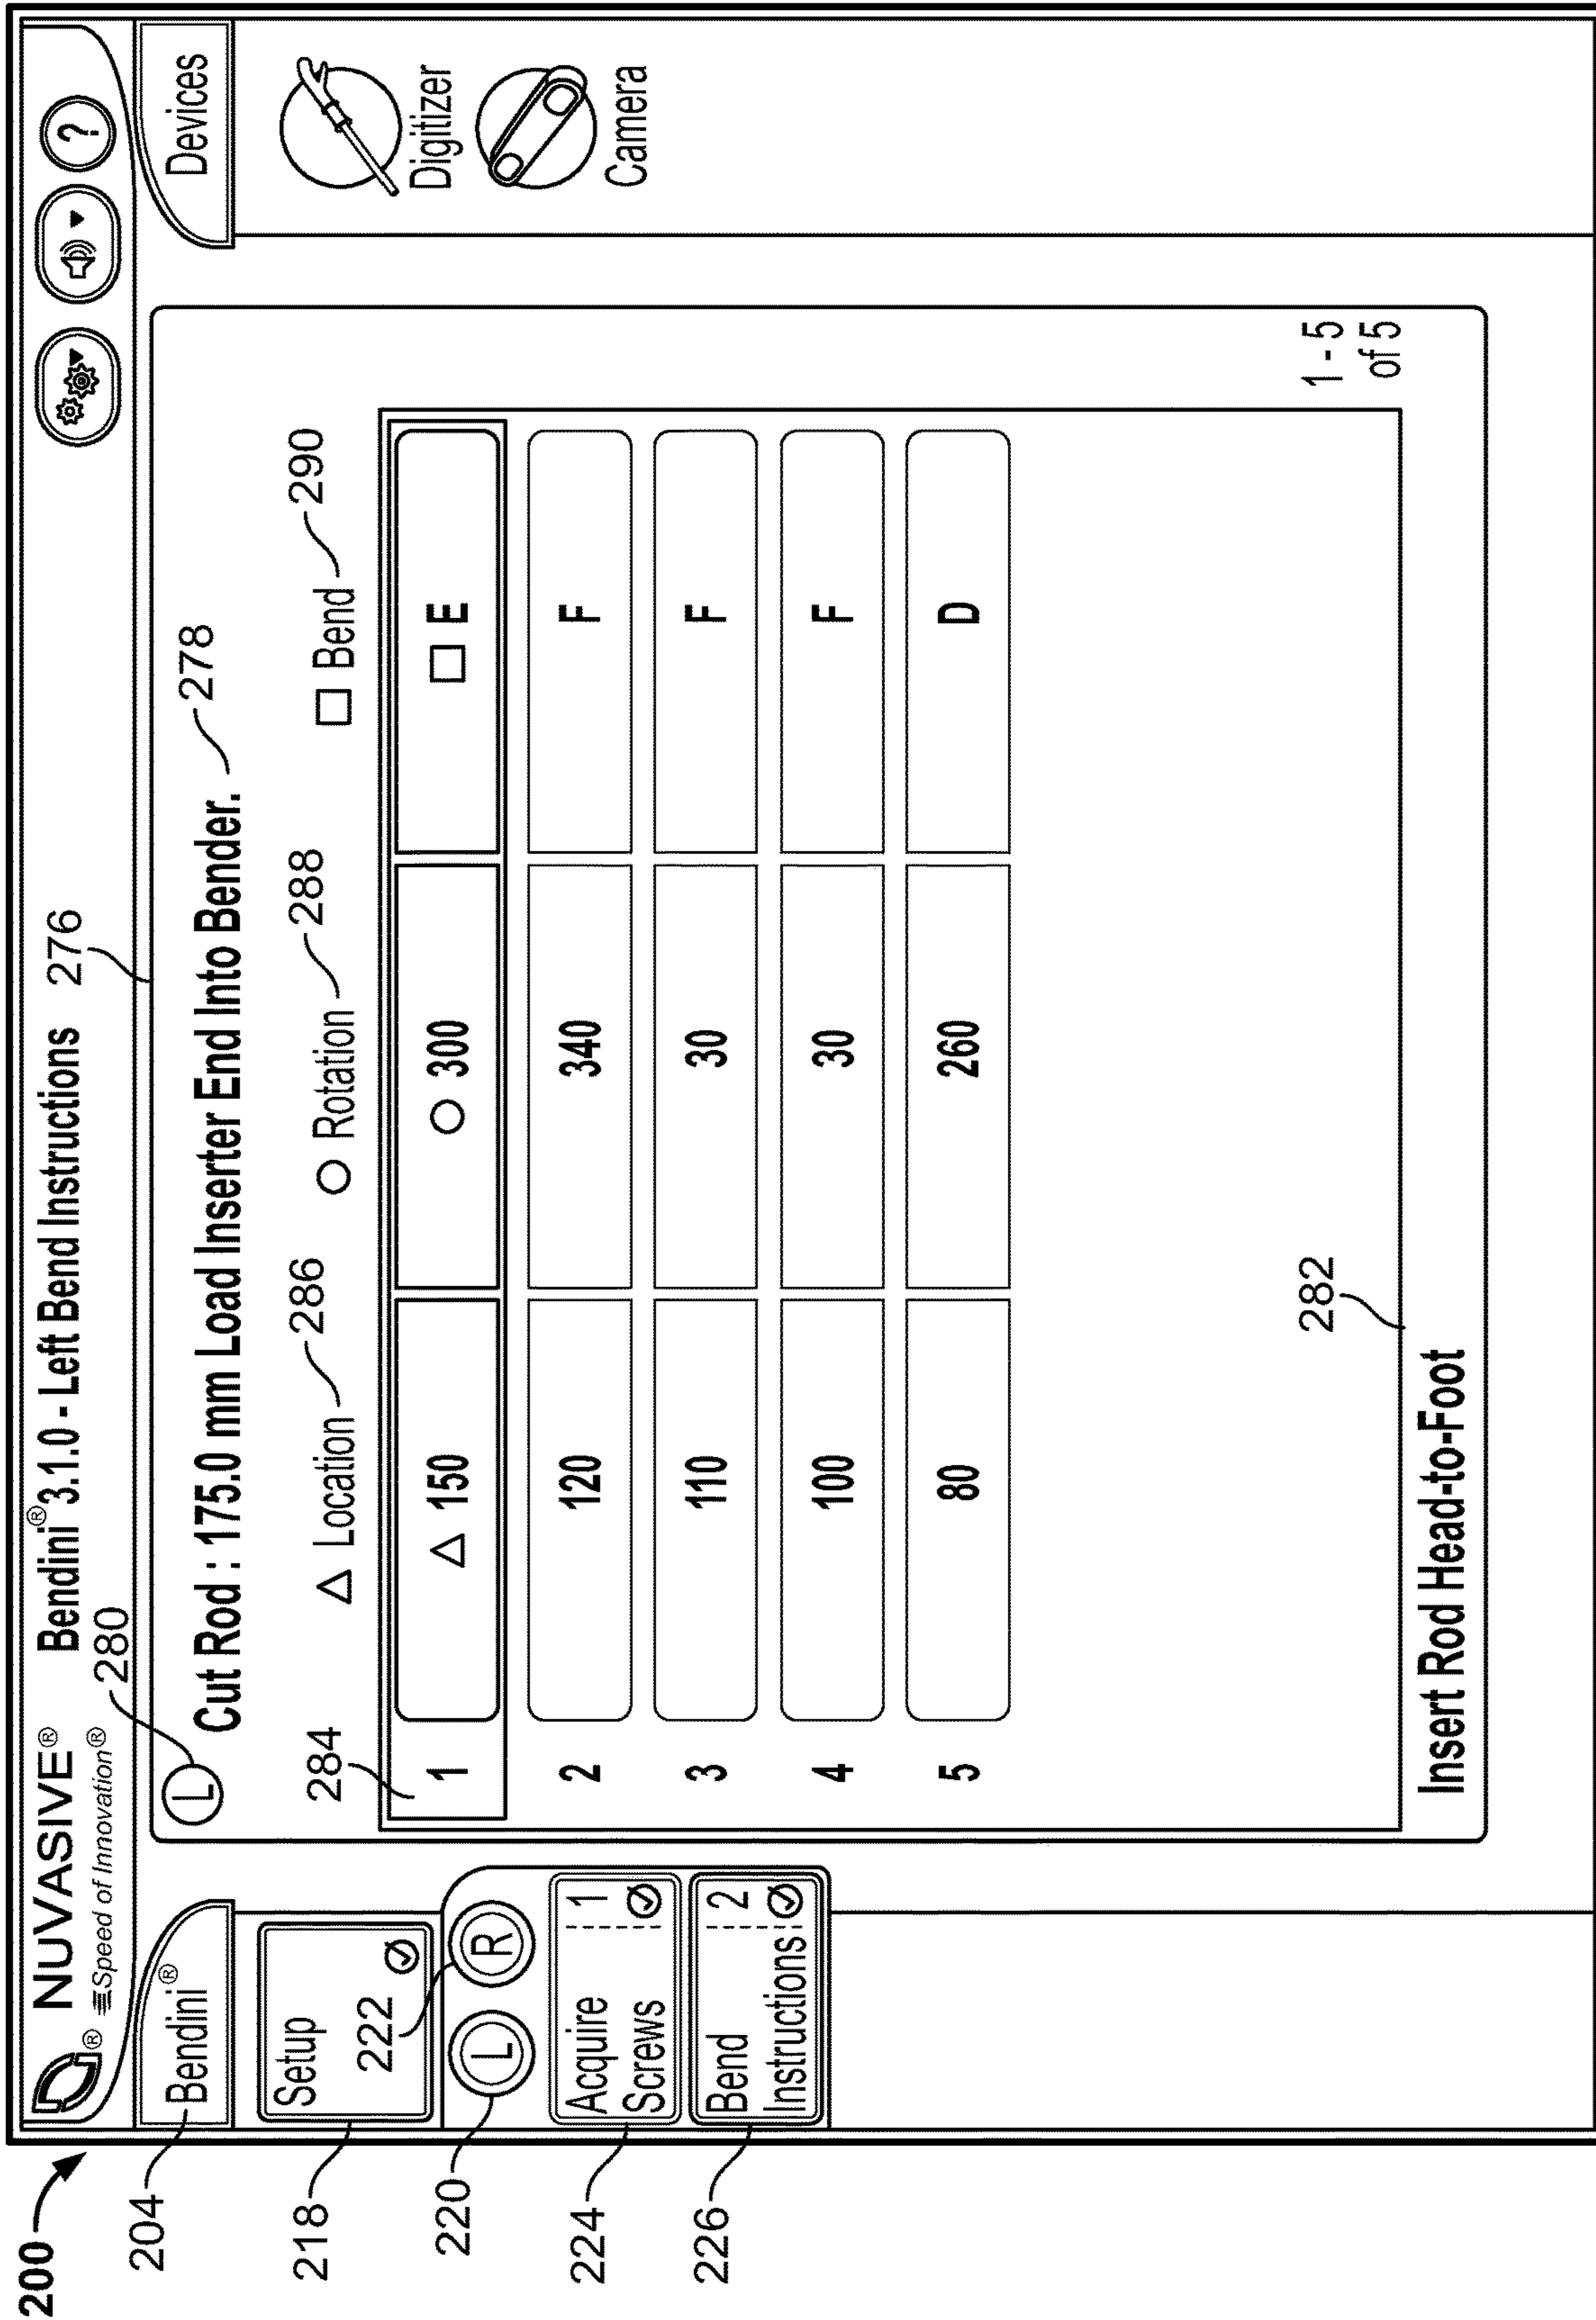 200
NUVASIVE®
Speed of Innovation®
®
Bendini® 3.1.0 - Left Bend Instructions
276
?
204
Bendini®
280
Devices
L
Cut Rod : 175.0 mm Load Inserter End Into Bender.
278
218
Setup
222
284
△ Location
286
○ Rotation
288
□ Bend
290
Digitizer
Camera
220
L
R
1 △ 150 ○ 300 □ E
2 120 340 F
3 110 30 F
4 100 30 F
5 80 260 D
224
Acquire
Screws
1
226
Bend
Instructions
2
282
1 - 5
of 5
Insert Rod Head-to-Foot